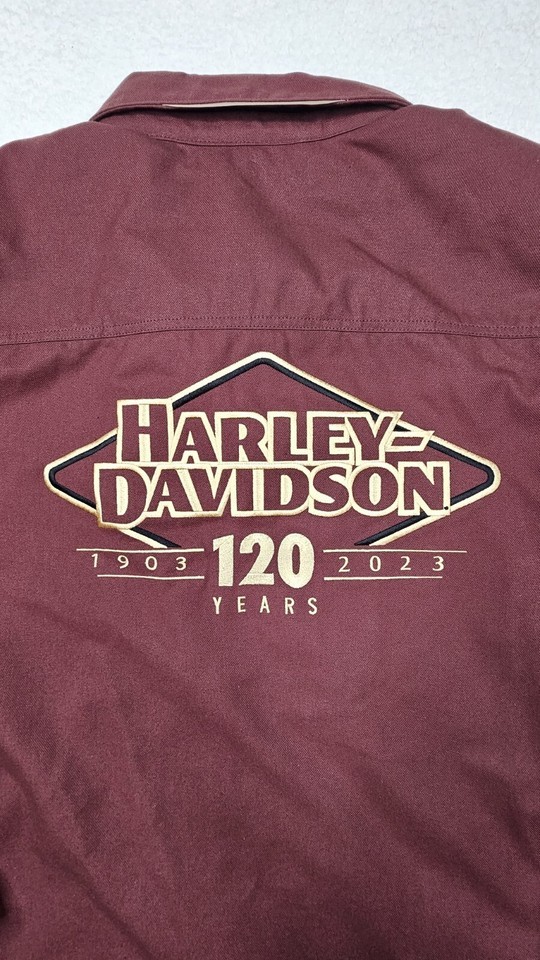 HARLEY-
DAVIDSON
1903 120 2023
YEARS